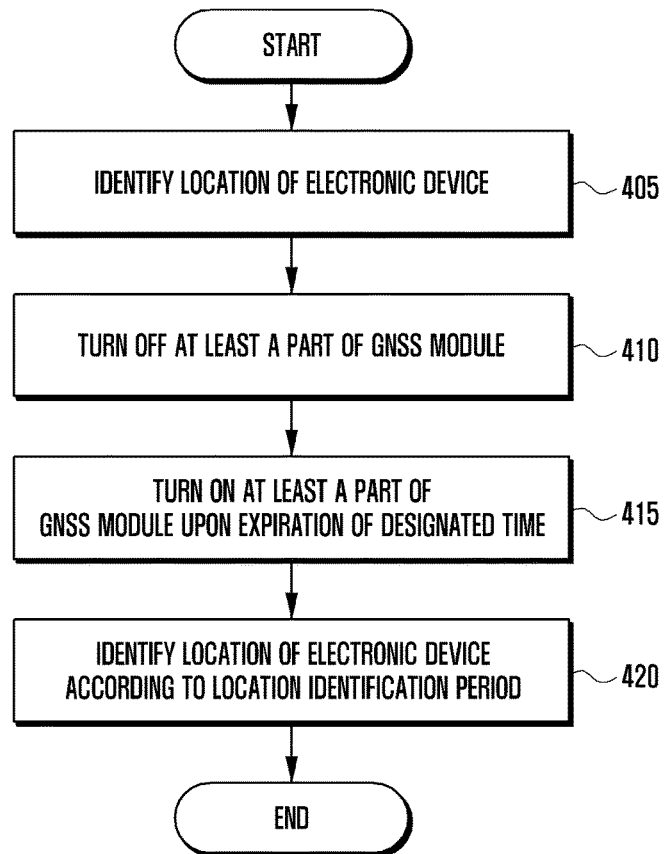 START
IDENTIFY LOCATION OF ELECTRONIC DEVICE
405
TURN OFF AT LEAST A PART OF GNSS MODULE
410
TURN ON AT LEAST A PART OF
GNSS MODULE UPON EXPIRATION OF DESIGNATED TIME
415
IDENTIFY LOCATION OF ELECTRONIC DEVICE
ACCORDING TO LOCATION IDENTIFICATION PERIOD
420
END